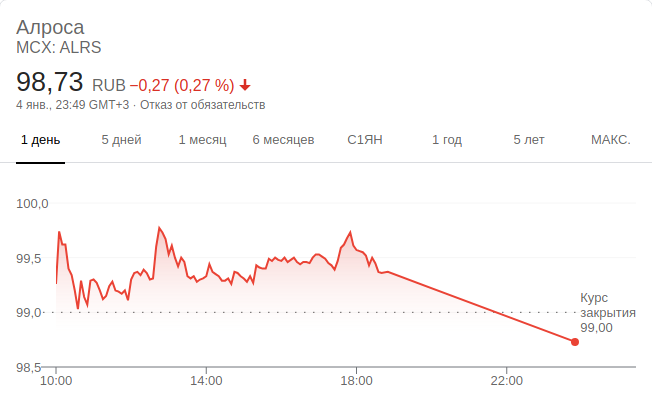 Алроса
MCX: ALRS
98,73 RUB −0,27 (0,27 %)
4 янв., 23:49 GMT+3 · Отказ от обязательств
1 день 5 дней 1 месяц 6 месяцев С1ЯН 1 год 5 лет МАКС.
100,0
99,5
99,0
98,5
Курс
закрытия
99,00
10:00 14:00 18:00 22:00